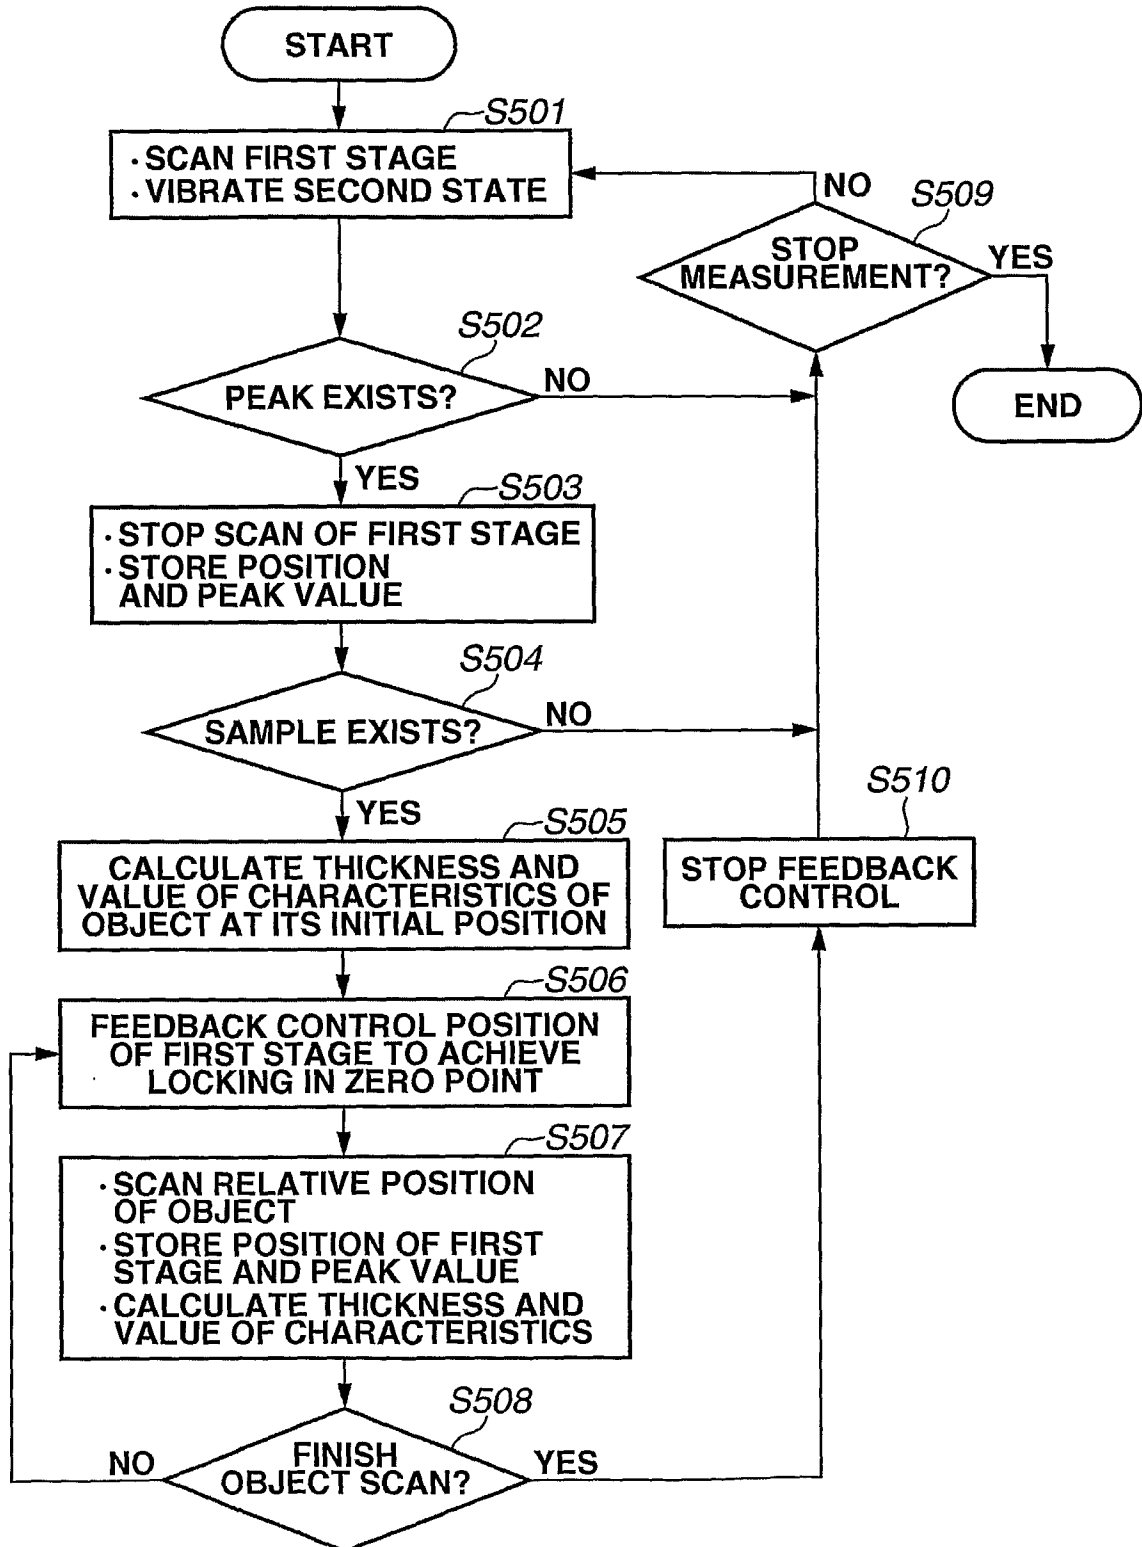 START
S501
· SCAN FIRST STAGE
· VIBRATE SECOND STATE
NO
S509
STOP
MEASUREMENT?
YES
END
S502
PEAK EXISTS?
NO
YES
S503
· STOP SCAN OF FIRST STAGE
· STORE POSITION
AND PEAK VALUE
S504
SAMPLE EXISTS?
NO
YES
S505
CALCULATE THICKNESS AND
VALUE OF CHARACTERISTICS OF
OBJECT AT ITS INITIAL POSITION
S510
STOP FEEDBACK
CONTROL
S506
FEEDBACK CONTROL POSITION
OF FIRST STAGE TO ACHIEVE
LOCKING IN ZERO POINT
S507
· SCAN RELATIVE POSITION
OF OBJECT
· STORE POSITION OF FIRST
STAGE AND PEAK VALUE
· CALCULATE THICKNESS AND
VALUE OF CHARACTERISTICS
S508
NO
FINISH
OBJECT SCAN?
YES